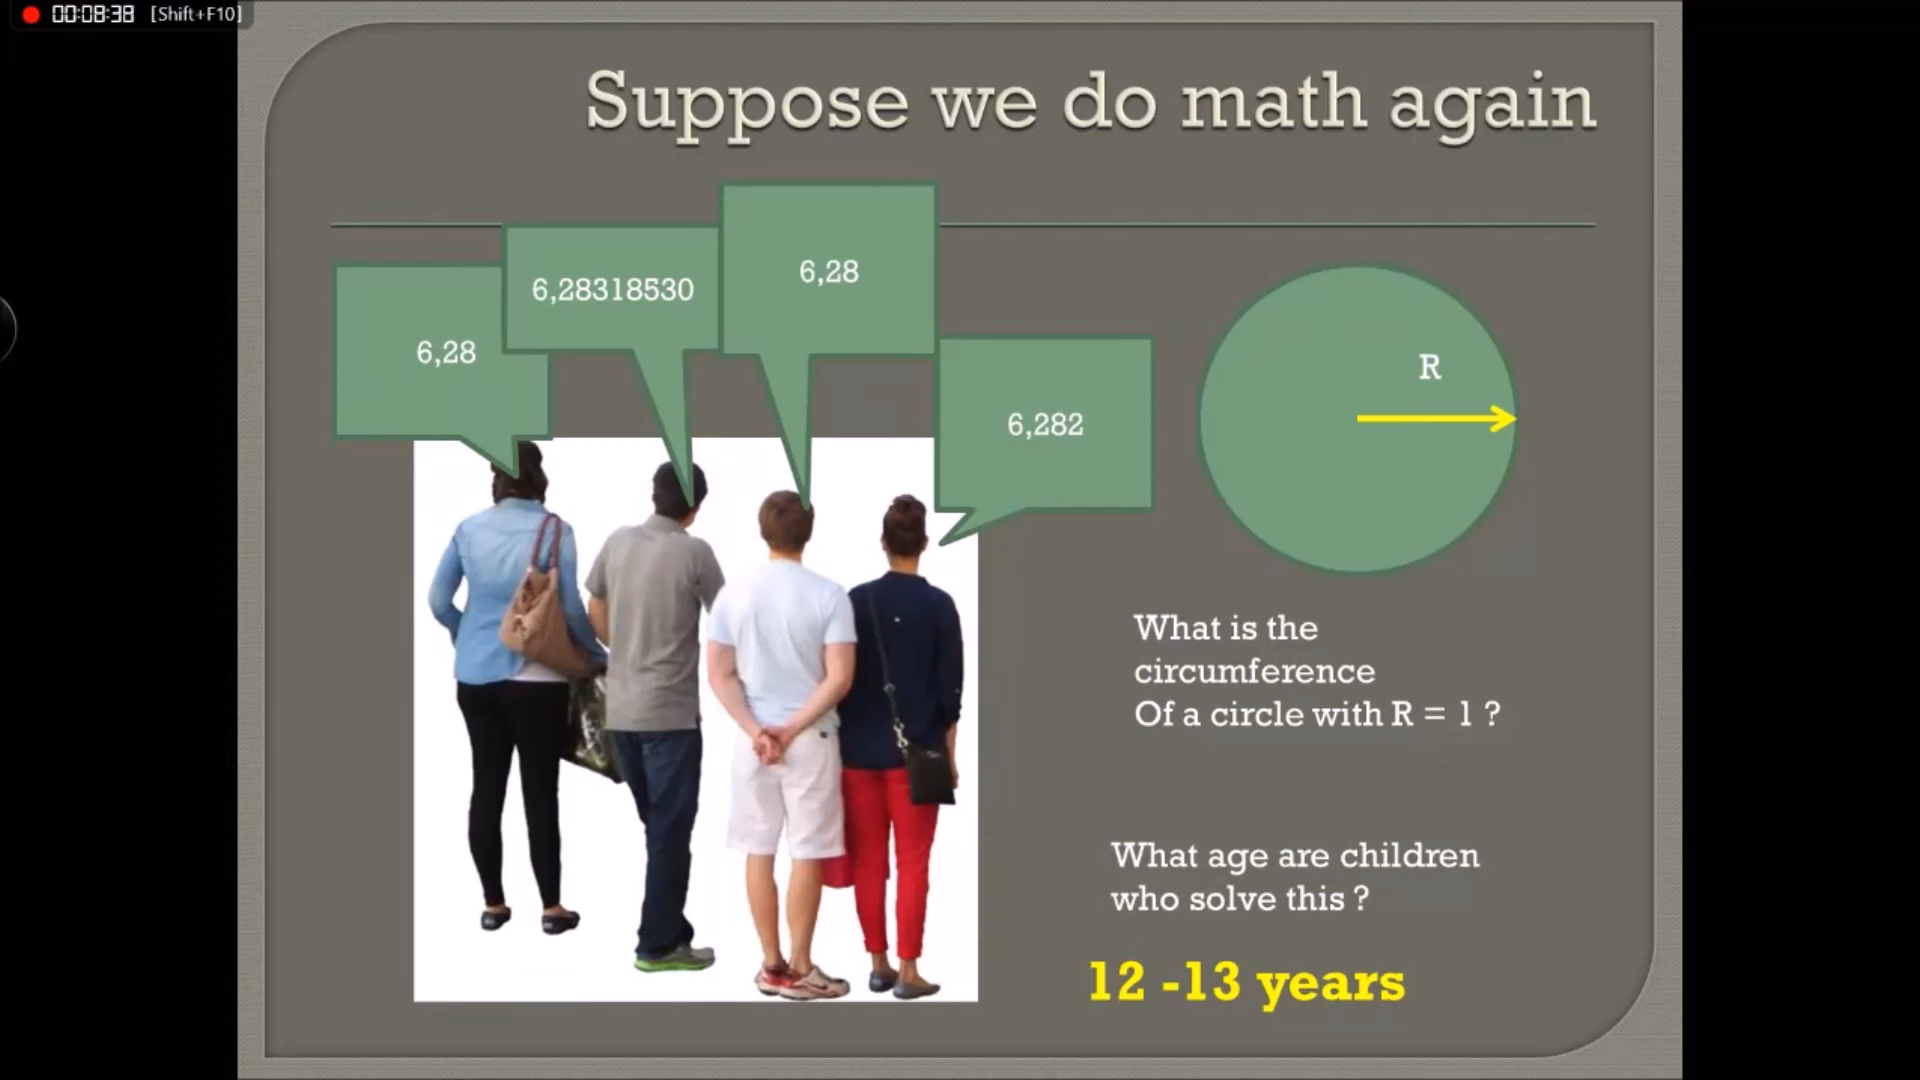 00:08:38 [Shift+F10]
Suppose we do math again
6,28
6,28318530
6,28
6,282
R
What is the
circumference
Of a circle with R = 1 ?
What age are children
who solve this ?
12 -13 years